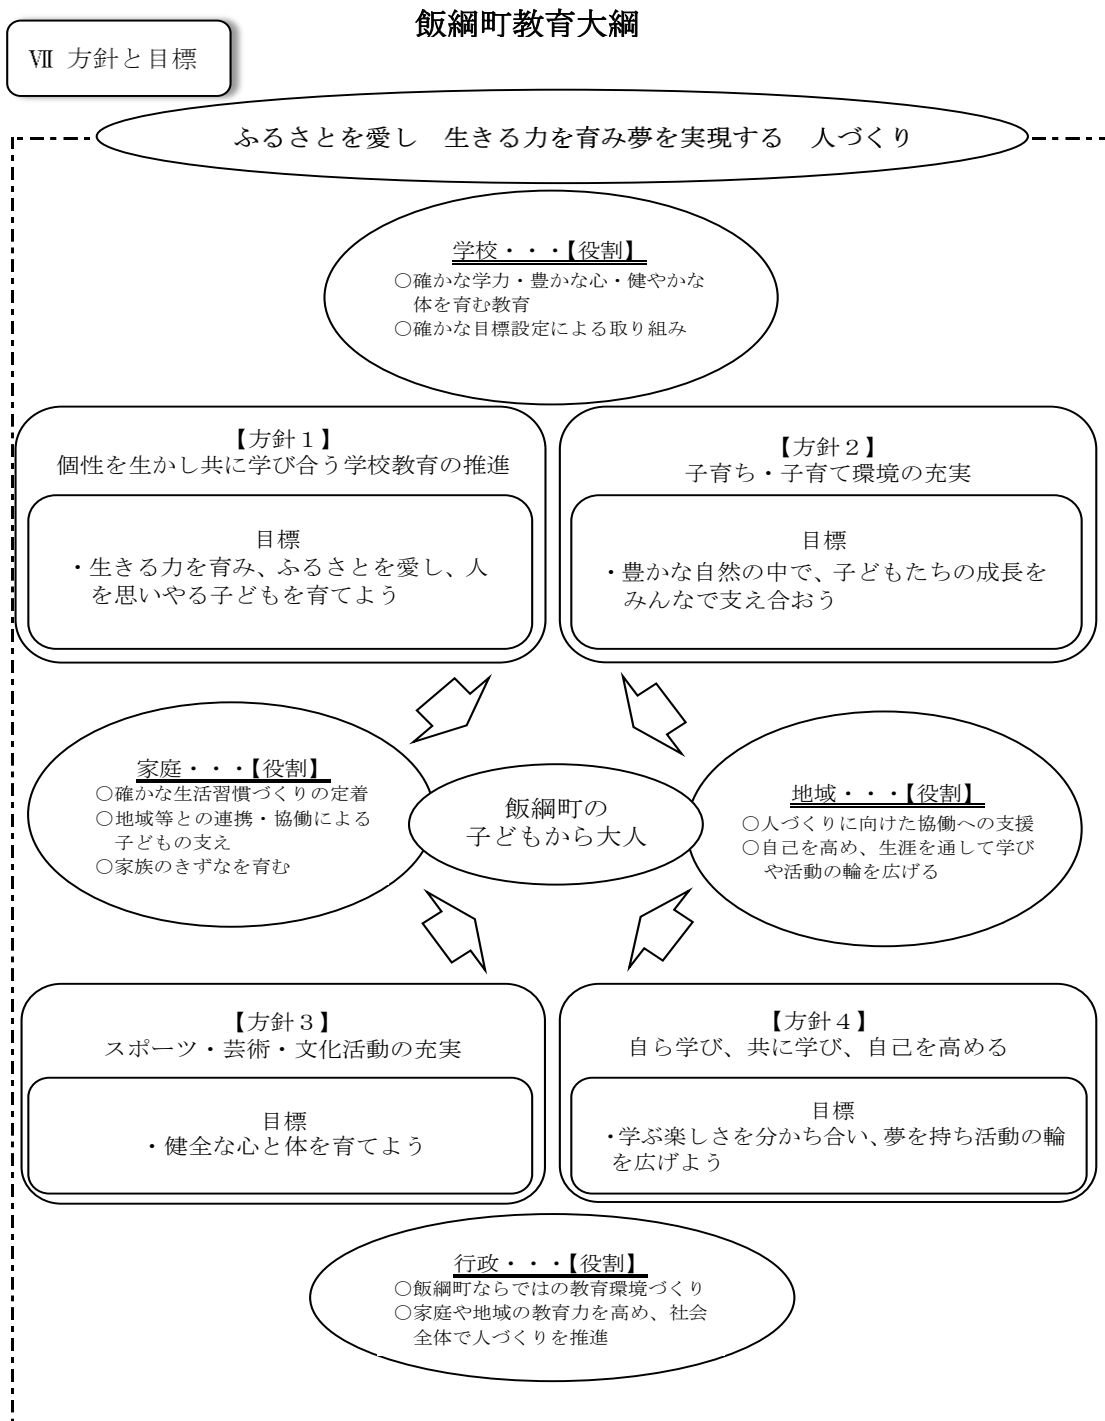 飯綱町教育大綱
Ⅶ 方針と目標
ふるさとを愛し 生きる力を育み夢を実現する 人づくり
学校・・・【役割】
○確かな学力・豊かな心・健やかな
体を育む教育
○確かな目標設定による取り組み
【方針１】
個性を生かし共に学び合う学校教育の推進
目標
・生きる力を育み、ふるさとを愛し、人
を思いやる子どもを育てよう
【方針２】
子育ち・子育て環境の充実
目標
・豊かな自然の中で、子どもたちの成長を
みんなで支え合おう
家庭・・・【役割】
○確かな生活習慣づくりの定着
○地域等との連携・協働による
子どもの支え
○家族のきずなを育む
飯綱町の
子どもから大人
地域・・・【役割】
○人づくりに向けた協働への支援
○自己を高め、生涯を通して学び
や活動の輪を広げる
【方針３】
スポーツ・芸術・文化活動の充実
目標
・健全な心と体を育てよう
【方針４】
自ら学び、共に学び、自己を高める
目標
・学ぶ楽しさを分かち合い、夢を持ち活動の輪
を広げよう
行政・・・【役割】
○飯綱町ならではの教育環境づくり
○家庭や地域の教育力を高め、社会
全体で人づくりを推進